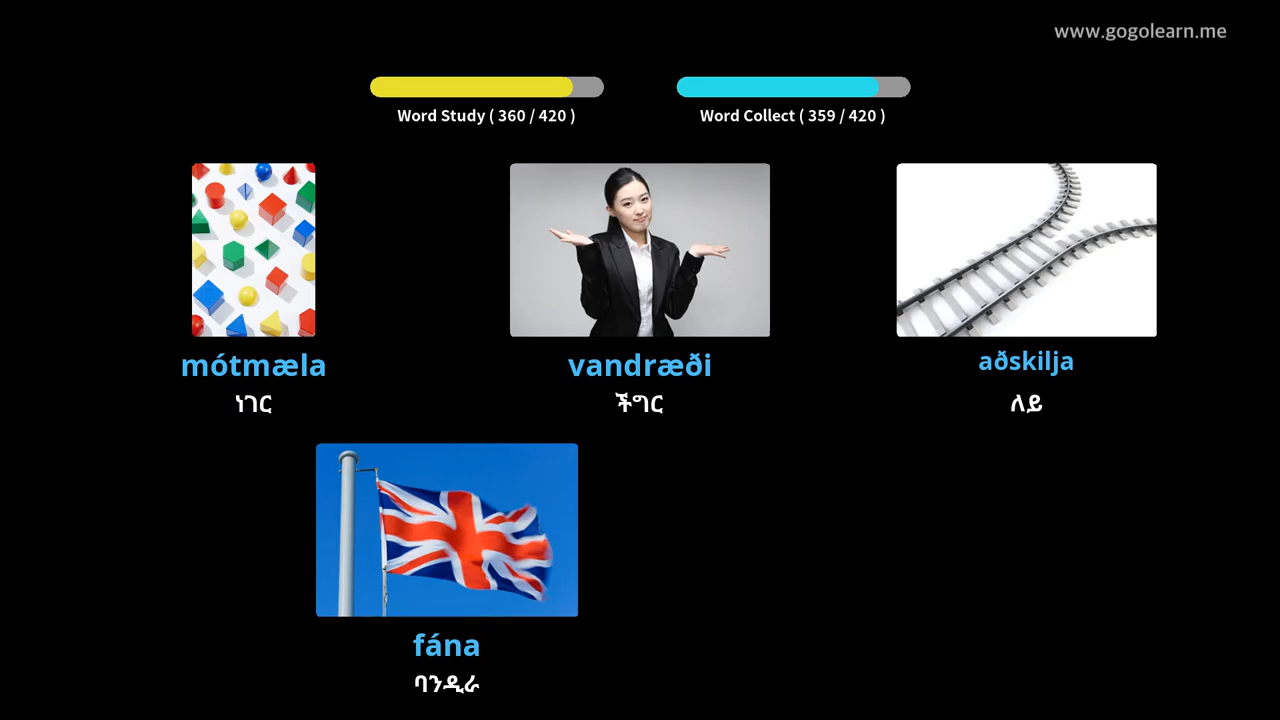 www.gogolearn.me
Word Study ( 360 / 420 )
Word Collect ( 359 / 420 )
mótmæla
ነገር
vandræði
ችግር
aðskilja
ለይ
fána
ባንዲራ